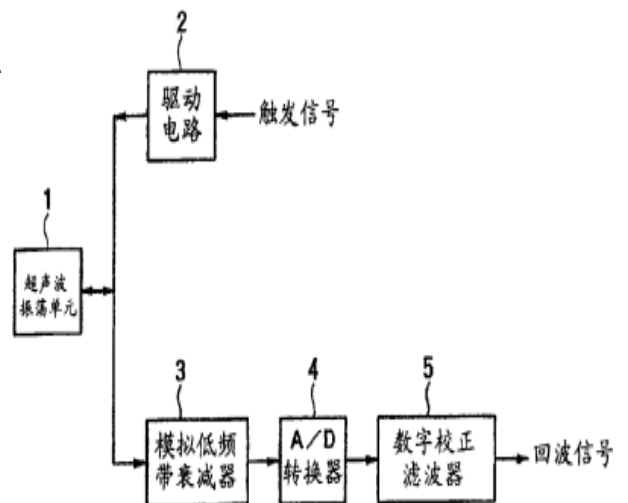 2
驱动
电路
触发信号
1
超声波
振荡单元
3
模拟低频
带衰减器
4
A/D
转换器
5
数字校正
滤波器
回波信号